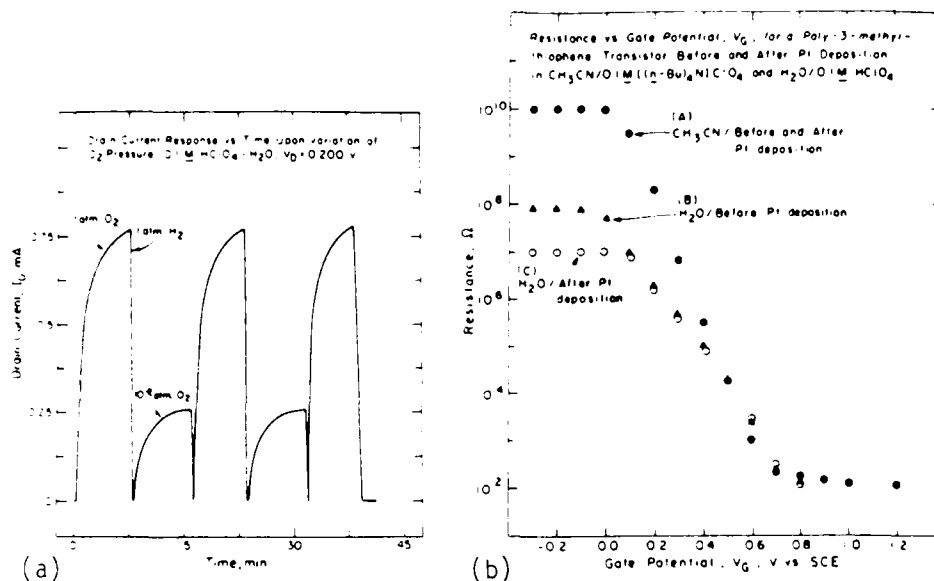 Drain Current Response vs Time upon variation of
O2 Pressure 0.1 M HClO4 - H2O, VD = 0.200 V
1 atm O2
1 atm H2
atm O2
Drain Current, ID mA
0.75
0.5
0.25
0
0 15 30 45
Time, min
(a)
Resistance vs Gate Potential, VG, for a Poly-3-methyl-
thiophene Transistor Before and After Pt Deposition
in CH3CN/0.1 M [(n-Bu)4N]ClO4 and H2O/0.1 M HClO4
(A)
CH3CN/Before and After
Pt deposition
(B)
H2O/Before Pt deposition
(C)
H2O/After Pt
deposition
Resistance, Ω
10^10
10^8
10^6
10^4
10^2
-0.2 0.0 0.2 0.4 0.6 0.8 1.0 1.2
Gate Potential, VG, V vs SCE
(b)